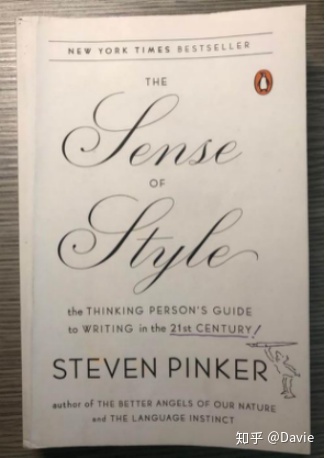 NEW YORK TIMES BESTSELLER
THE
Sense
OF
Style
the THINKING PERSON'S GUIDE
to WRITING in the 21st CENTURY!
STEVEN PINKER
author of THE BETTER ANGELS OF OUR NATURE
and THE LANGUAGE INSTINCT
知乎 @Davie